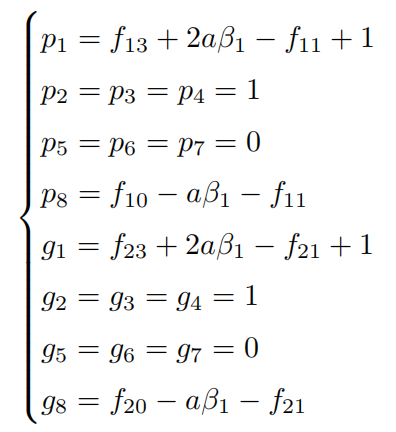 p₁ = f₁₃ + 2aβ₁ − f₁₁ + 1
p₂ = p₃ = p₄ = 1
p₅ = p₆ = p₇ = 0
p₈ = f₁₀ − aβ₁ − f₁₁
g₁ = f₂₃ + 2aβ₁ − f₂₁ + 1
g₂ = g₃ = g₄ = 1
g₅ = g₆ = g₇ = 0
g₈ = f₂₀ − aβ₁ − f₂₁